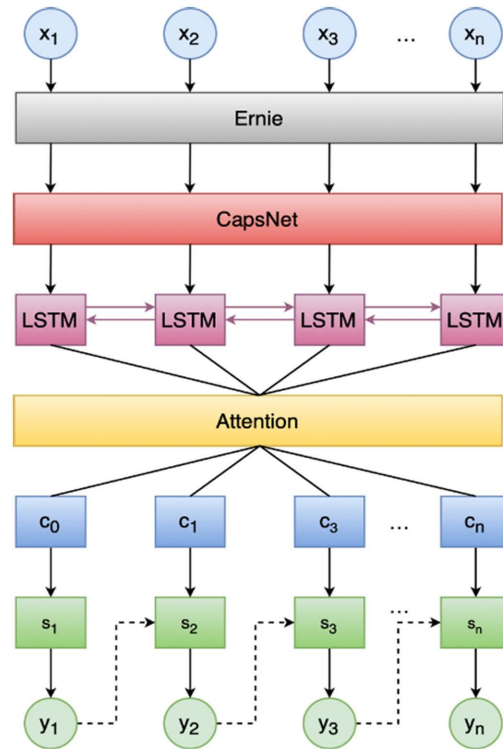 x1 x2 x3 ... xn
Ernie
CapsNet
LSTM LSTM LSTM LSTM
Attention
c0 c1 c3 ... cn
s1 s2 s3 ... sn
y1 y2 y3 yn